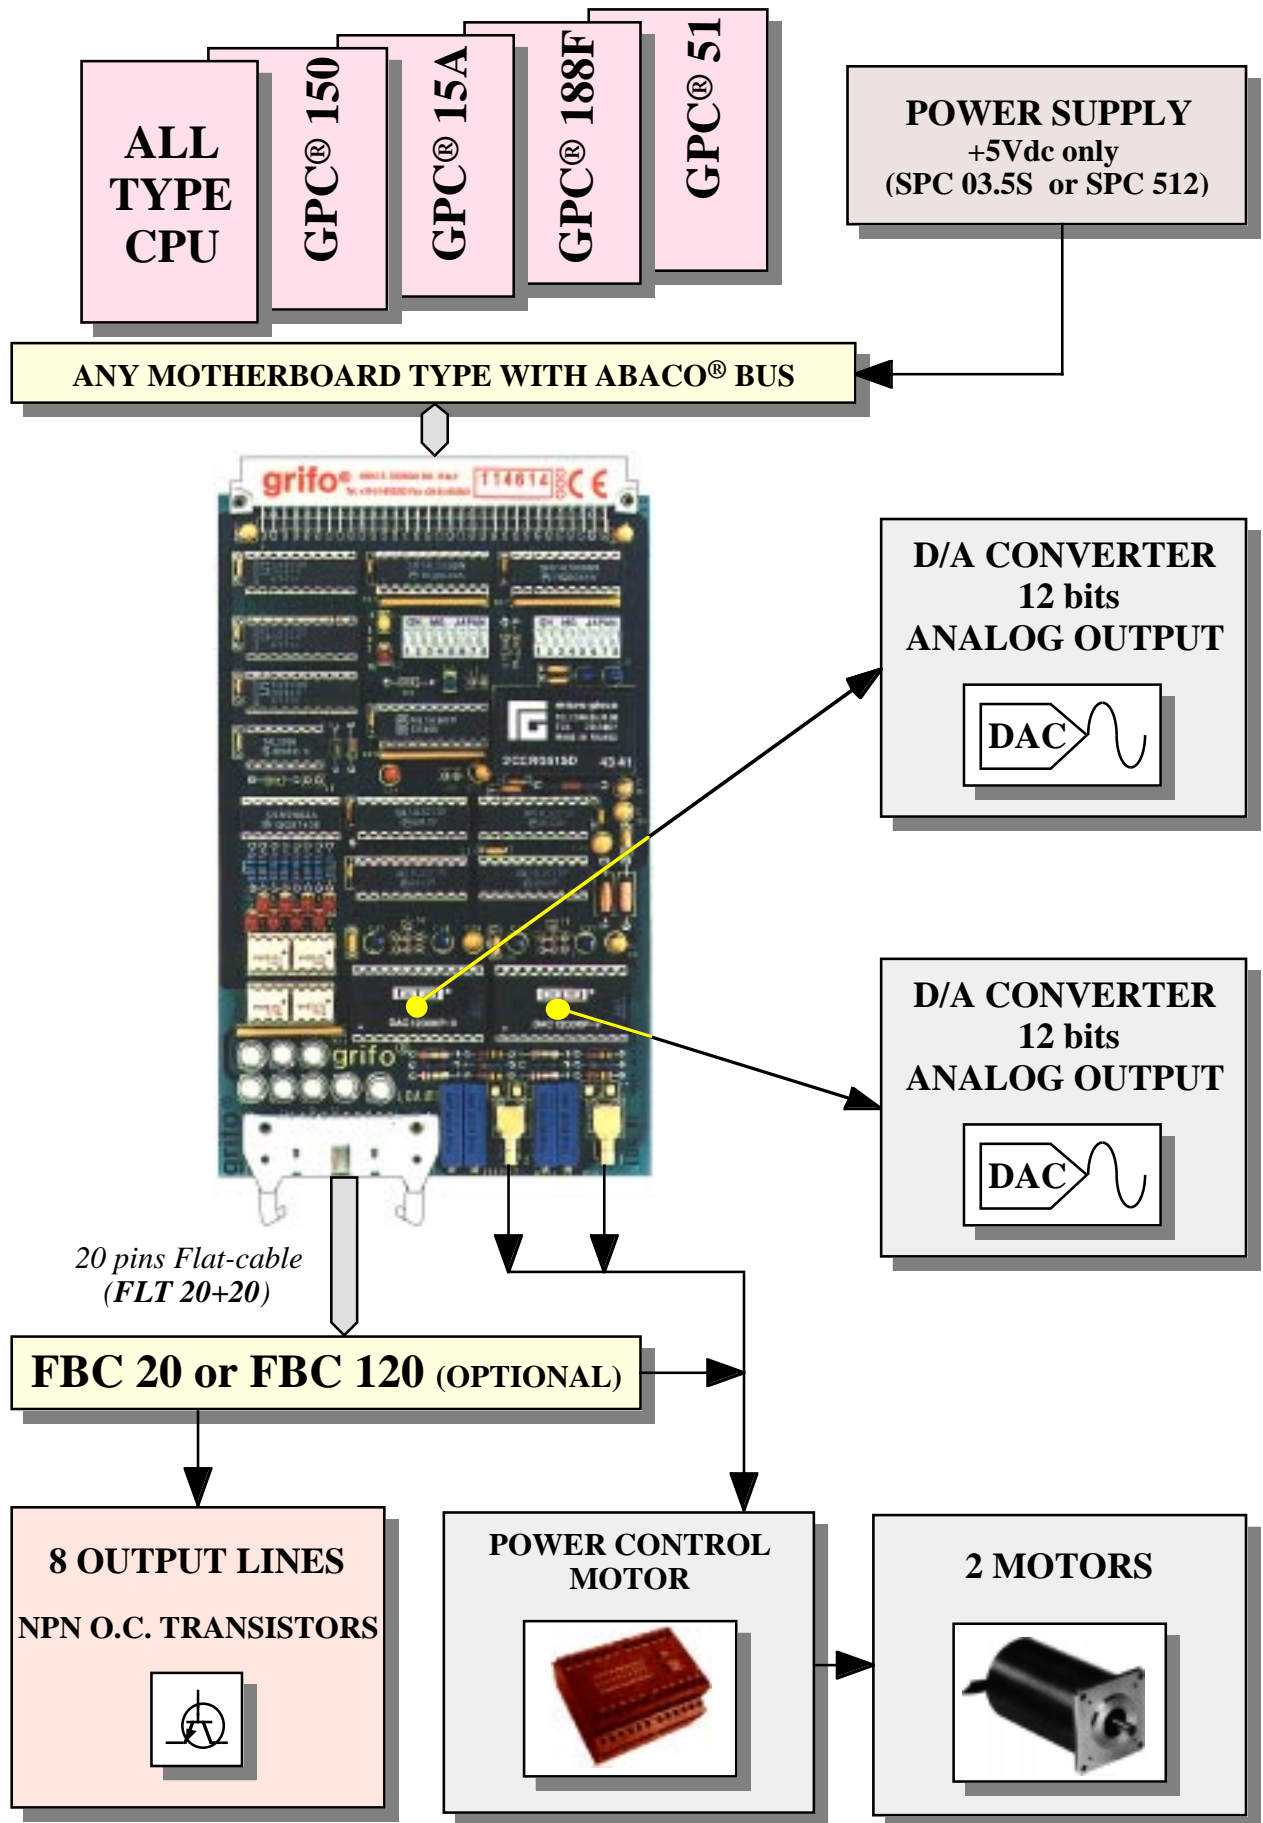 ALL
TYPE
CPU
GPC® 150
GPC® 15A
GPC® 188F
GPC® 51
POWER SUPPLY
+5Vdc only
(SPC 03.5S or SPC 512)
ANY MOTHERBOARD TYPE WITH ABACO® BUS
grifo®
114614
CE
D/A CONVERTER
12 bits
ANALOG OUTPUT
DAC
D/A CONVERTER
12 bits
ANALOG OUTPUT
DAC
grifo®
grifo
20 pins Flat-cable
(FLT 20+20)
FBC 20 or FBC 120 (OPTIONAL)
8 OUTPUT LINES
NPN O.C. TRANSISTORS
POWER CONTROL
MOTOR
2 MOTORS